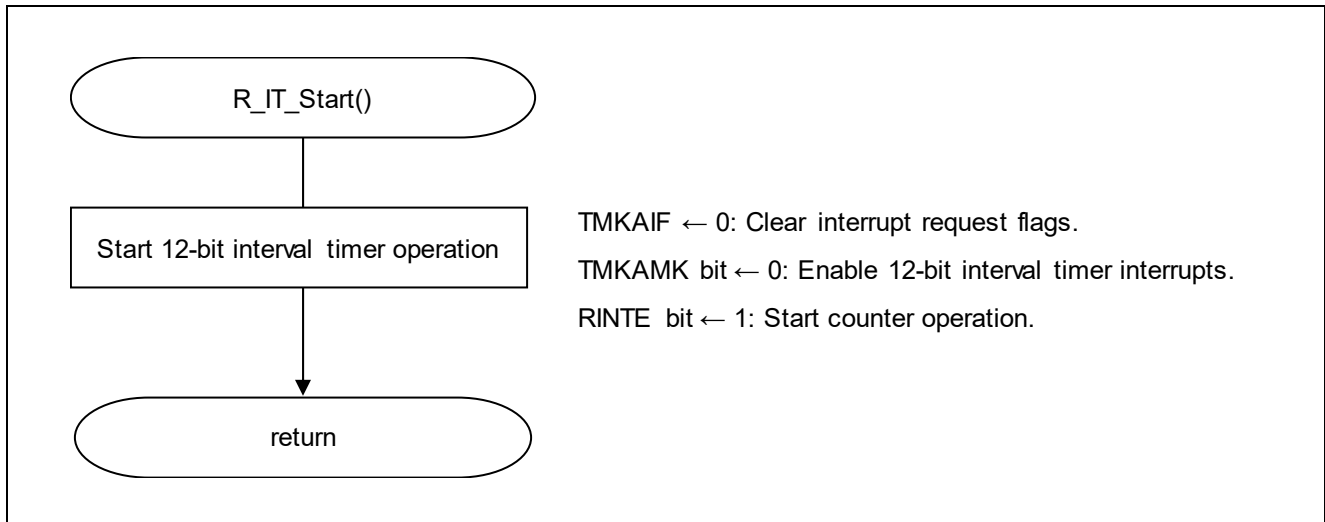 R_IT_Start()
Start 12-bit interval timer operation
TMKAIF ← 0: Clear interrupt request flags.
TMKAMK bit ← 0: Enable 12-bit interval timer interrupts.
RINTE bit ← 1: Start counter operation.
return